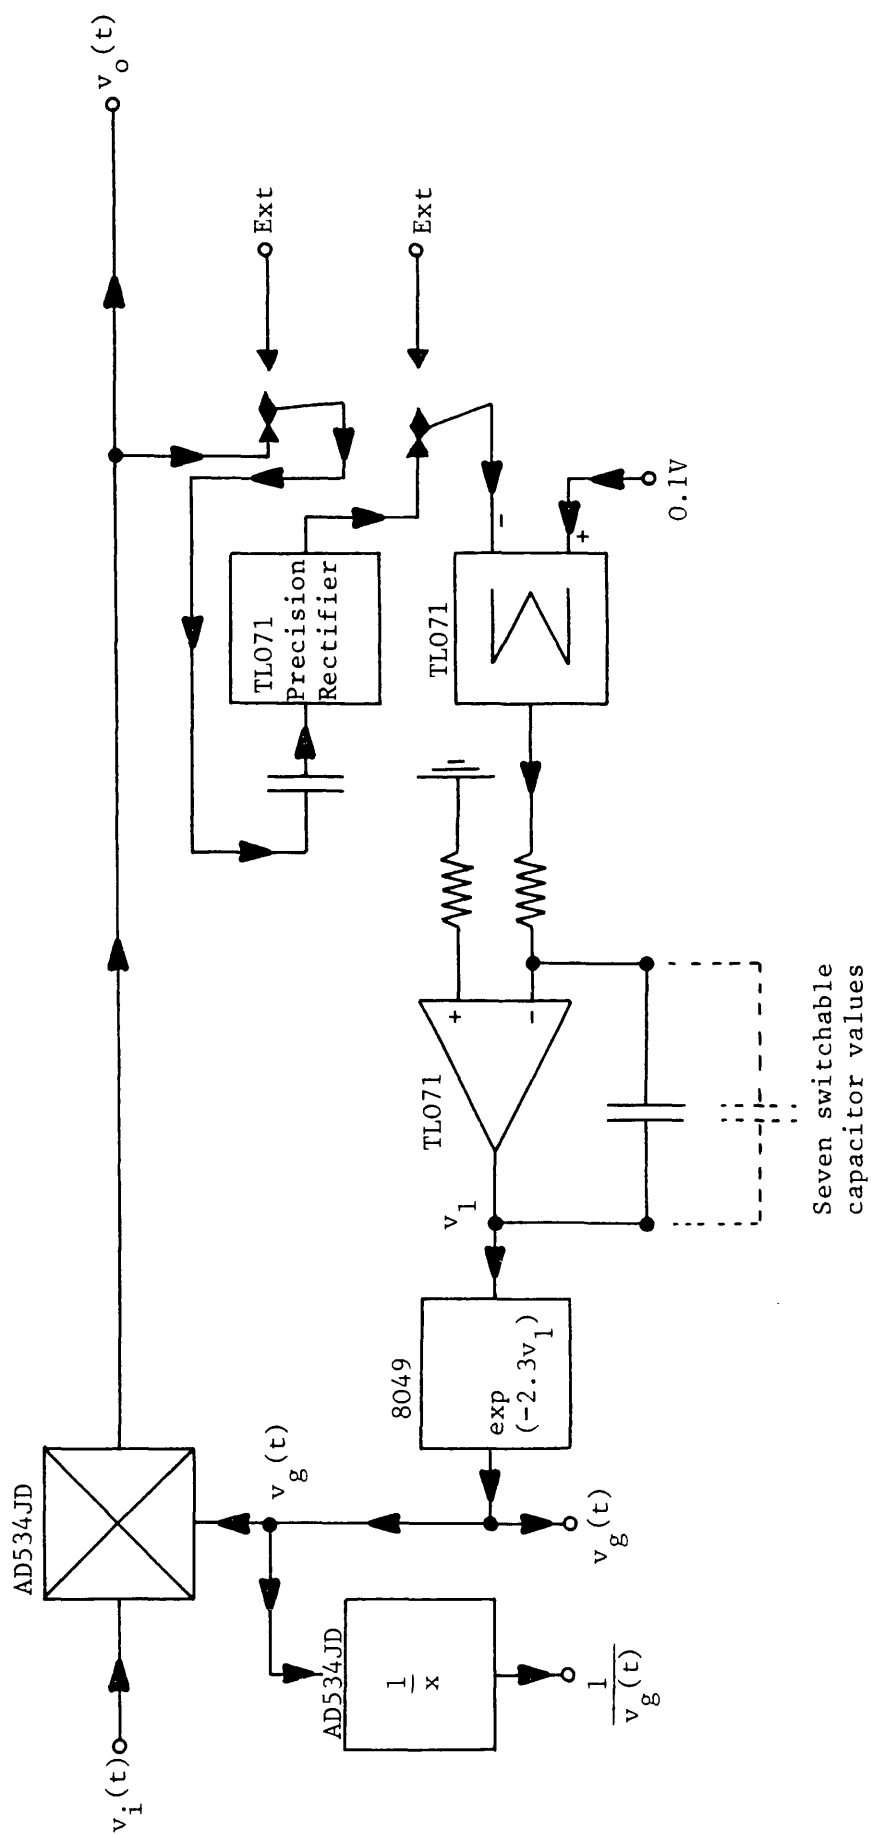 AD534JD
v_i(t)
v_o(t)
v_g(t)
AD534JD
1
x
1
v_g(t)
v_g(t)
8049
exp
(-2.3v_1)
v_1
TL071
+
-
TL071
Precision
Rectifier
Ext
Ext
TL071
Σ
-
+
0.1V
Seven switchable
capacitor values